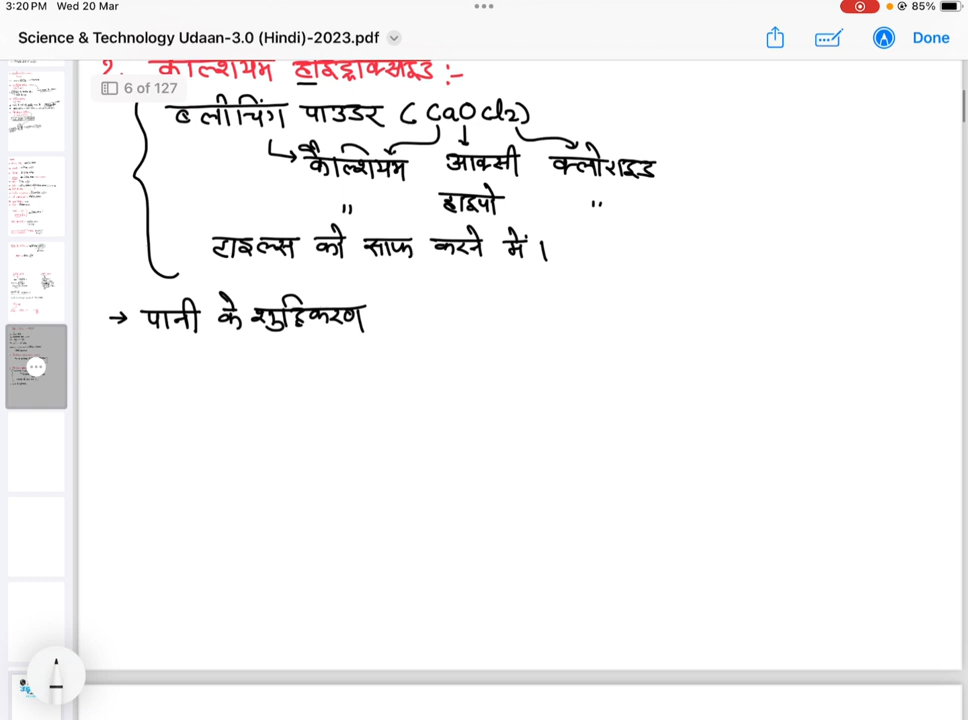 3:20 PM Wed 20 Mar
85%
Science & Technology Udaan-3.0 (Hindi)-2023.pdf
Done
6 of 127
2. काल्शियम हाइड्राक्साइड :-
ब्लीचिंग पाउडर ( CaOCl2)
कैल्शियम आक्सी क्लोराइड
" हाइपो "
टाइल्स को साफ करने में।
→ पानी के शुद्धिकरण